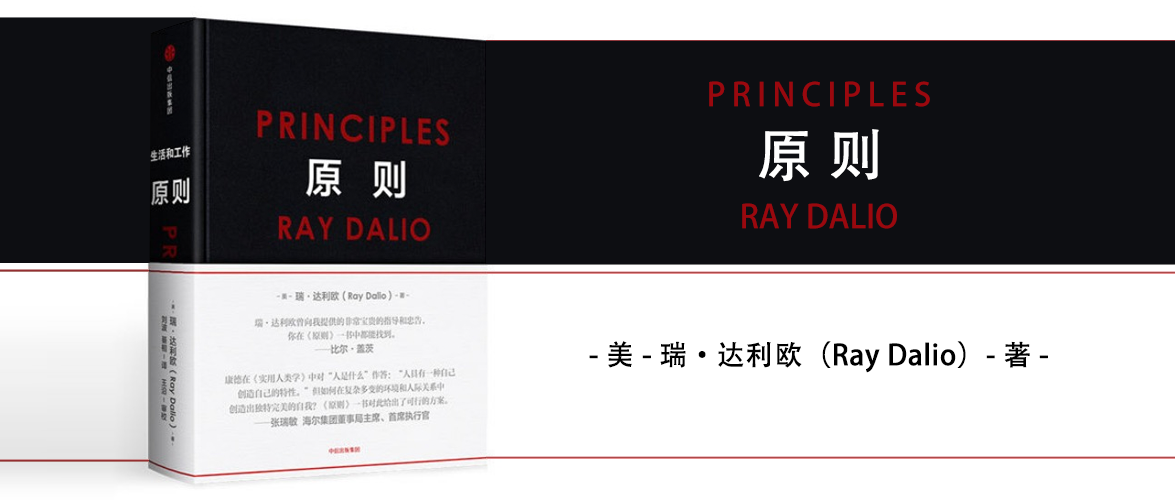 中信出版集团
生活和工作
原则
PR
-美-
瑞·达利欧(Ray Dalio)
-著-
刘波 綦相-译 王沿-审校
PRINCIPLES
原 则
RAY DALIO
-美- 瑞·达利欧(Ray Dalio)-著-
瑞·达利欧曾向我提供的非常宝贵的指导和忠告,
你在《原则》一书中都能找到。
——比尔·盖茨
康德在《实用人类学》中对“人是什么”作答:“人具有一种自己
创造自己的特性。”但如何在复杂多变的环境和人际关系中
创造出独特完美的自我?《原则》一书对此给出了可行的方案。
——张瑞敏 海尔集团董事局主席、首席执行官
中信出版集团
PRINCIPLES
原 则
RAY DALIO
- 美 - 瑞·达利欧(Ray Dalio)- 著 -